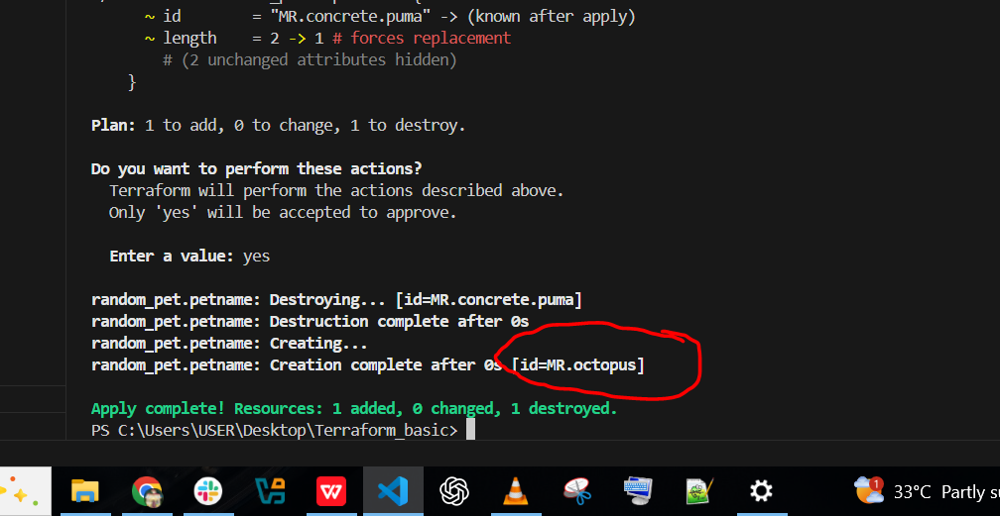 ~ id = "MR.concrete.puma" -> (known after apply)
~ length = 2 -> 1 # forces replacement
# (2 unchanged attributes hidden)
}
Plan: 1 to add, 0 to change, 1 to destroy.
Do you want to perform these actions?
Terraform will perform the actions described above.
Only 'yes' will be accepted to approve.
Enter a value: yes
random_pet.petname: Destroying... [id=MR.concrete.puma]
random_pet.petname: Destruction complete after 0s
random_pet.petname: Creating...
random_pet.petname: Creation complete after 0s [id=MR.octopus]
Apply complete! Resources: 1 added, 0 changed, 1 destroyed.
PS C:\Users\USER\Desktop\Terraform_basic>
1
33°C Partly su